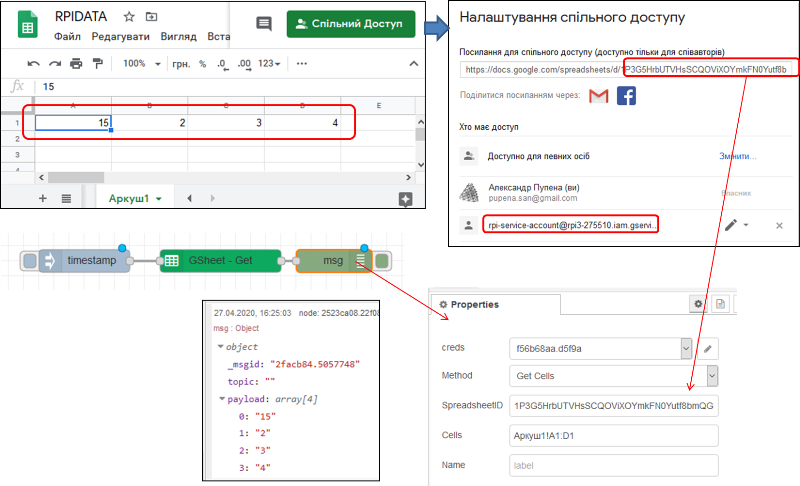 RPIDATA
Файл Редагувати Вигляд Вста
Спільний Доступ
100% грн. % .0 .00 123
fx 15
A B C D E
1 15 2 3 4
2
3
4
Аркуш1
Налаштування спільного доступу
Посилання для спільного доступу (доступно тільки для співавторів)
https://docs.google.com/spreadsheets/d/1P3G5HrbUTVHsSCQOViXOYmkFN0Yutf8b
Поділитися посиланням через:
Хто має доступ
Доступно для певних осіб Змінити...
Александр Пупена (ви) Власник
pupena.san@gmail.com
rpi-service-account@rpi3-275510.iam.gservi...
timestamp
GSheet - Get
msg
27.04.2020, 16:25:03 node: 2523ca08.22f08
msg : Object
object
_msgid: "2facb84.5057748"
topic: ""
payload: array[4]
0: "15"
1: "2"
2: "3"
3: "4"
Properties
creds f56b68aa.d5f9a
Method Get Cells
SpreadsheetID 1P3G5HrbUTVHsSCQOViXOYmkFN0Yutf8bmQG
Cells Аркуш1!A1:D1
Name label